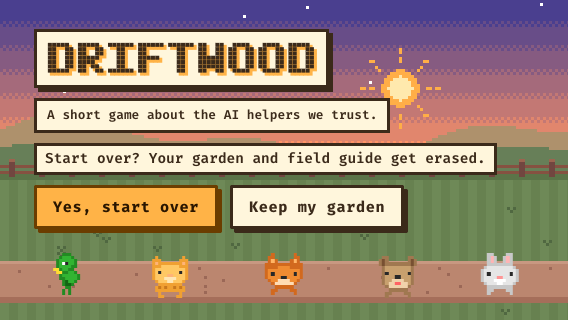 DRIFTWOOD
A short game about the AI helpers we trust.
Start over? Your garden and field guide get erased.
Yes, start over
Keep my garden